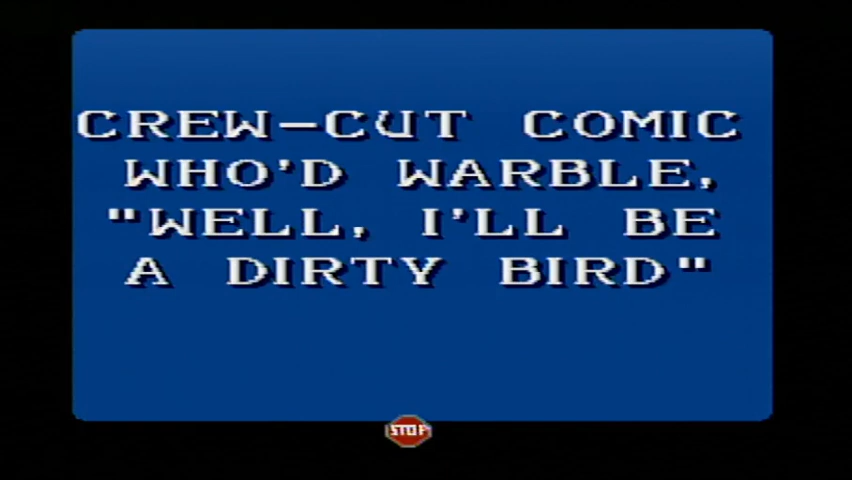 CREW-CUT COMIC
WHO'D WARBLE,
"WELL, I'LL BE
A DIRTY BIRD"
STOP